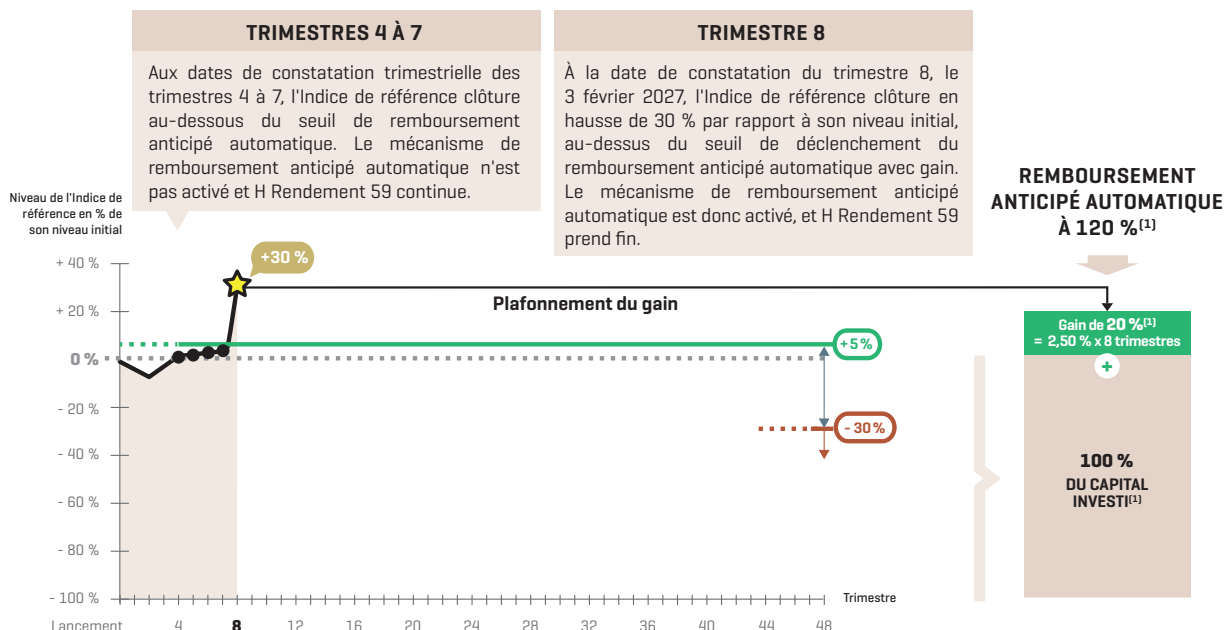 TRIMESTRES 4 À 7
Aux dates de constatation trimestrielle des
trimestres 4 à 7, l'Indice de référence clôture
au-dessous du seuil de remboursement
anticipé automatique. Le mécanisme de
remboursement anticipé automatique n'est
pas activé et H Rendement 59 continue.
TRIMESTRE 8
À la date de constatation du trimestre 8, le
3 février 2027, l'Indice de référence clôture en
hausse de 30 % par rapport à son niveau initial,
au-dessus du seuil de déclenchement du
remboursement anticipé automatique avec gain.
Le mécanisme de remboursement anticipé
automatique est donc activé, et H Rendement 59
prend fin.
REMBOURSEMENT
ANTICIPÉ AUTOMATIQUE
À 120 %(1)
Niveau de l'Indice de
référence en % de
son niveau initial
+ 40 %
+ 20 %
0 %
- 20 %
- 40 %
- 60 %
- 80 %
- 100 %
+30 %
Plafonnement du gain
+5 %
- 30 %
Gain de 20 %(1)
= 2,50 % x 8 trimestres
+
100 %
DU CAPITAL
INVESTI(1)
Trimestre
Lancement 4 8 12 16 20 24 28 32 36 40 44 48